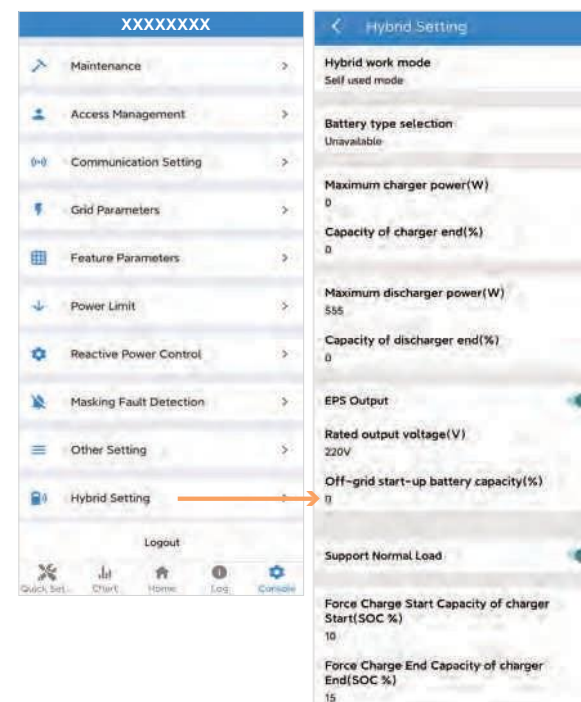 XXXXXXXX
Maintenance
Access Management
Communication Setting
Grid Parameters
Feature Parameters
Power Limit
Reactive Power Control
Masking Fault Detection
Other Setting
Hybrid Setting
Logout
Quick Set..
Chart
Home
Log
Console
Hybrid Setting
Hybrid work mode
Self used mode
Battery type selection
Unavailable
Maximum charger power(W)
0
Capacity of charger end(%)
0
Maximum discharger power(W)
555
Capacity of discharger end(%)
0
EPS Output
Rated output voltage(V)
220V
Off-grid start-up battery capacity(%)
0
Support Normal Load
Force Charge Start Capacity of charger
Start(SOC %)
10
Force Charge End Capacity of charger
End(SOC %)
15